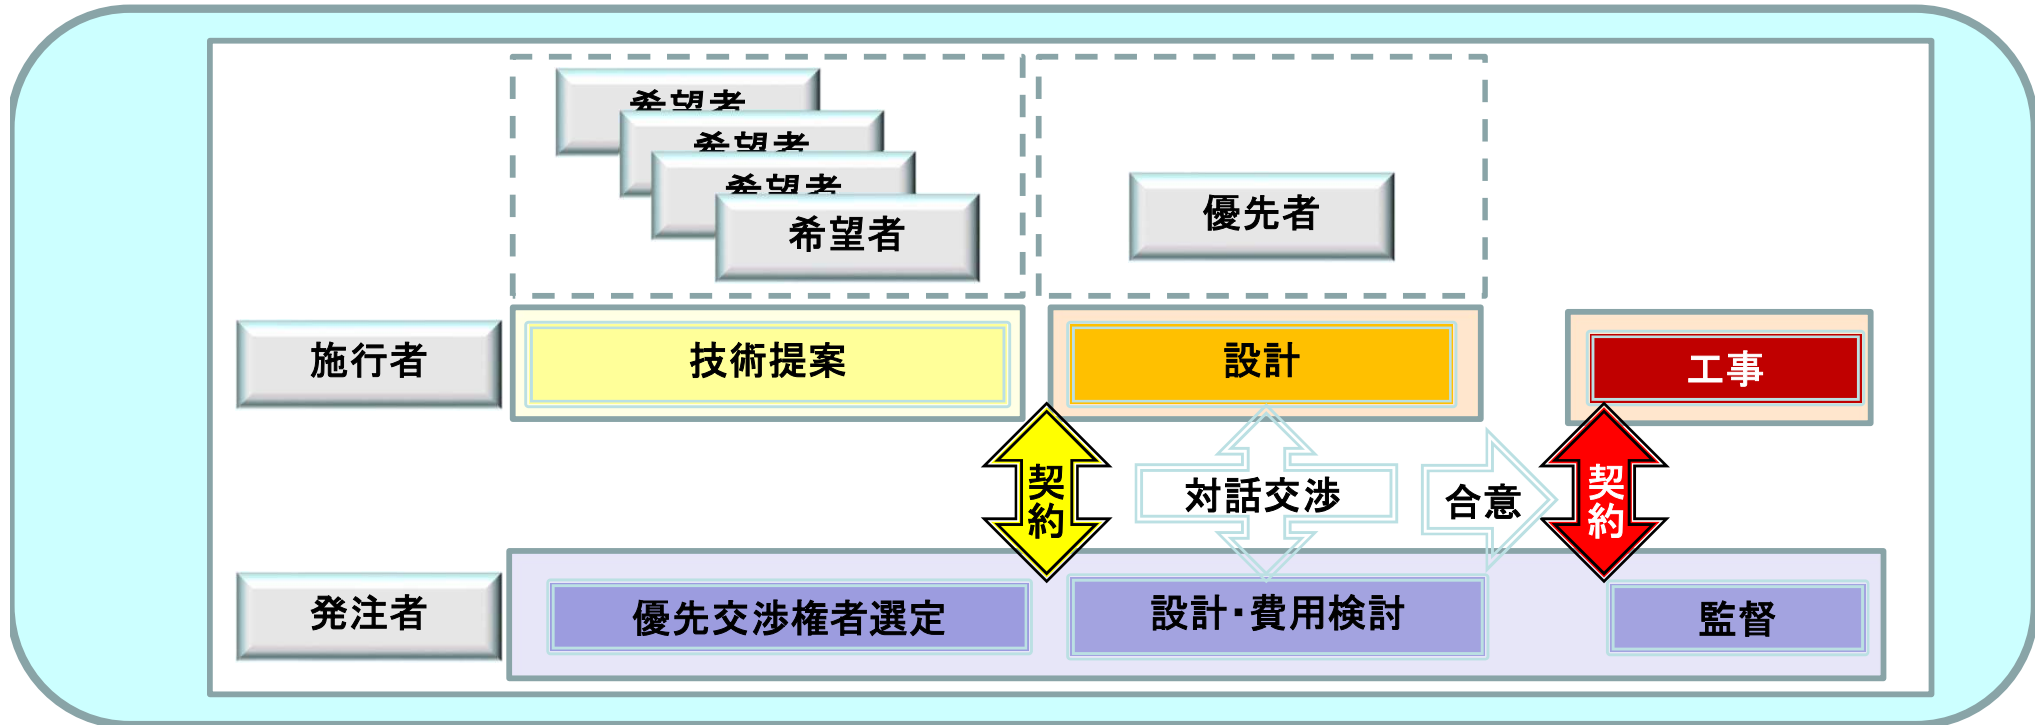 希望者
希望者
希望者
希望者
優先者
施行者
技術提案
設計
工事
契約
対話交渉
合意
契約
発注者
優先交渉権者選定
設計・費用検討
監督